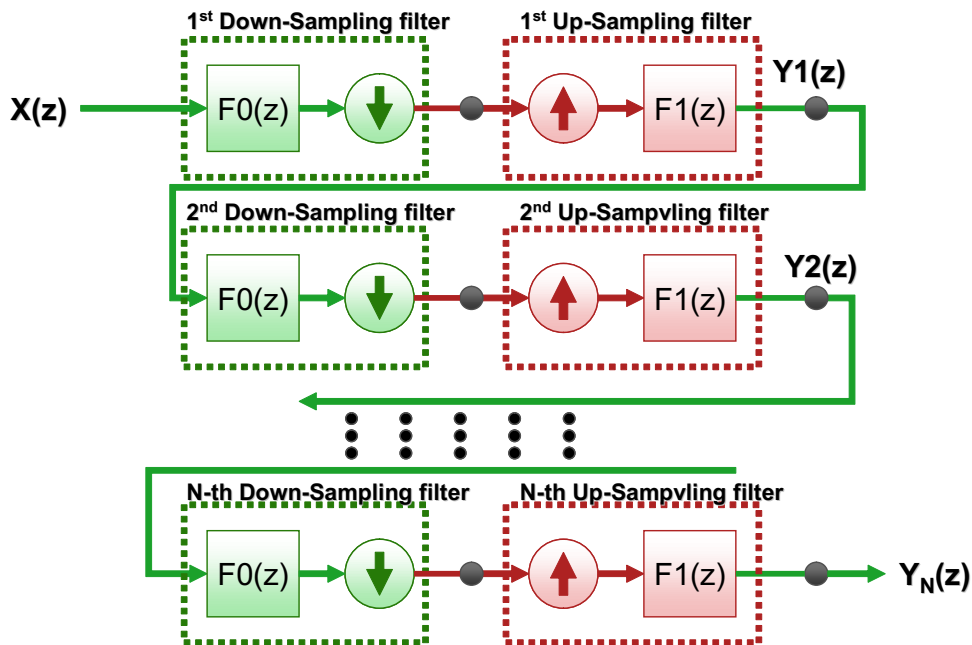 1st Down-Sampling filter 1st Up-Sampling filter
X(z) F0(z) F1(z) Y1(z)
2nd Down-Sampling filter 2nd Up-Sampvling filter
F0(z) F1(z) Y2(z)
N-th Down-Sampling filter N-th Up-Sampvling filter
F0(z) F1(z) YN(z)